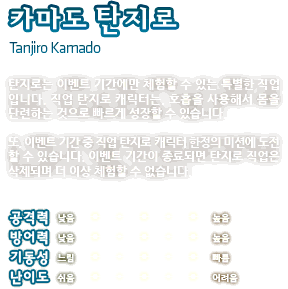 카마도 탄지로
Tanjiro Kamado
탄지로는 이벤트 기간에만 체험할 수 있는 특별한 직업
입니다. 직업 탄지로 캐릭터는, 호흡을 사용해서 몸을
단련하는 것으로 빠르게 성장할 수 있습니다.
또, 이벤트 기간 중 직업 탄지로 캐릭터 한정의 미션에 도전
할 수 있습니다. 이벤트 기간이 종료되면 탄지로 직업은
삭제되며 더 이상 체험할 수 없습니다.
공격력 낮음 높음
방어력 낮음 높음
기동성 느림 빠름
난이도 쉬움 어려움